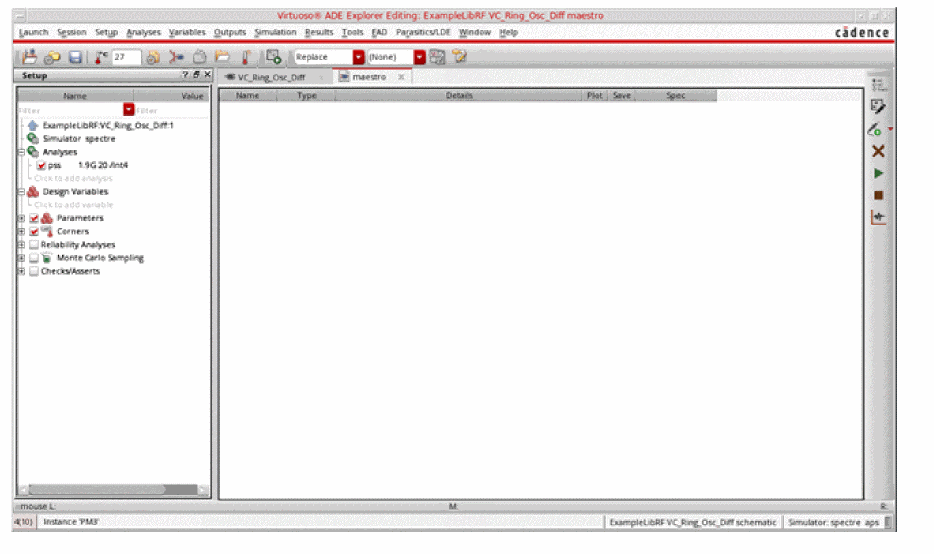 Virtuoso® ADE Explorer Editing: ExampleLibRF VC_Ring_Osc_Diff maestro
Launch Session Setup Analyses Variables Outputs Simulation Results Tools EAD Parasitics/LDE Window Help cādence
27 Replace (None)
Setup ? X VC_Ring_Osc_Diff maestro
Name Value Name Type Details Plot Save Spec
Filter Filter
ExampleLibRF:VC_Ring_Osc_Diff:1
Simulator spectre
Analyses
pss 1.9G 20 /Int4
Click to add analysis
Design Variables
Click to add variable
Parameters
Corners
Reliability Analyses
Monte Carlo Sampling
Checks/Asserts
mouse L: M: R:
4(10) Instance 'PM3' ExampleLibRF VC_Ring_Osc_Diff schematic Simulator: spectre aps